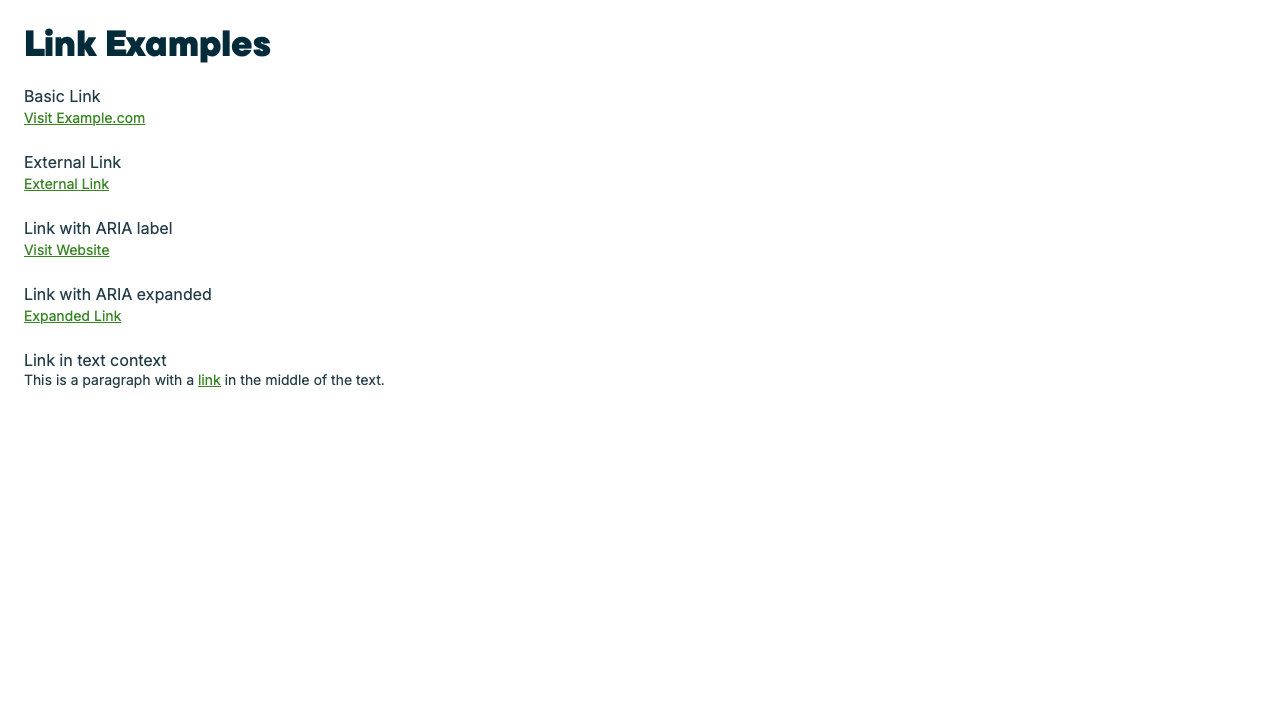 Link Examples
Basic Link
Visit Example.com
External Link
External Link
Link with ARIA label
Visit Website
Link with ARIA expanded
Expanded Link
Link in text context
This is a paragraph with a link in the middle of the text.